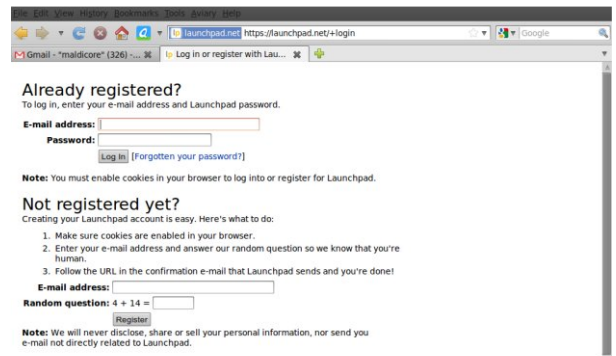 File Edit View History Bookmarks Tools Aviary Help
launchpad.net https://launchpad.net/+login
Google
Gmail - "maldicore" (326) -...
Log in or register with Lau...
Already registered?
To log in, enter your e-mail address and Launchpad password.
E-mail address:
Password:
Log In [Forgotten your password?]
Note: You must enable cookies in your browser to log into or register for Launchpad.
Not registered yet?
Creating your Launchpad account is easy. Here's what to do:
1. Make sure cookies are enabled in your browser.
2. Enter your e-mail address and answer our random question so we know that you're
human.
3. Follow the URL in the confirmation e-mail that Launchpad sends and you're done!
E-mail address:
Random question: 4 + 14 =
Register
Note: We will never disclose, share or sell your personal information, nor send you
e-mail not directly related to Launchpad.